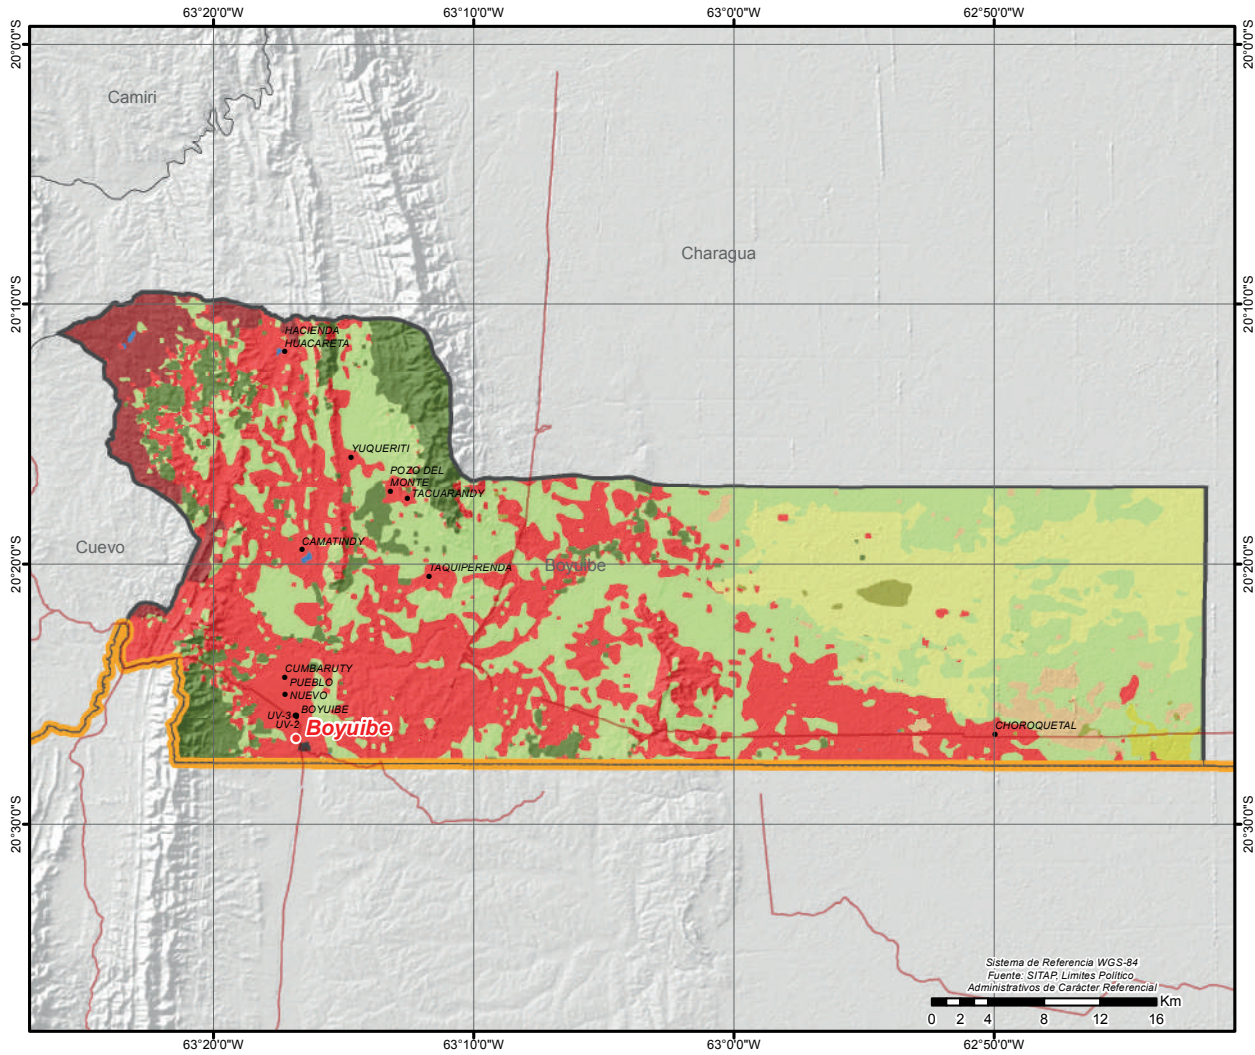 63°20'0"W
63°10'0"W
63°0'0"W
62°50'0"W
20°0'0"S
20°0'0"S
Camiri
Charagua
20°10'0"S
20°10'0"S
HACIENDA
HUACARETA
YUQUERITI
POZO DEL
MONTE
TACUARANDY
CAMATINDY
Cuevo
TAQUIPERENDA
Boyuibe
20°20'0"S
20°20'0"S
CUMBARUTY
PUEBLO
NUEVO
BOYUIBE
UV-3
UV-2
Boyuibe
CHOROQUETAL
20°30'0"S
20°30'0"S
Sistema de Referencia WGS-84
Fuente: SITAP, Limites Político
Administrativos de Carácter Referencial
Km
0 2 4 8 12 16
63°20'0"W
63°10'0"W
63°0'0"W
62°50'0"W